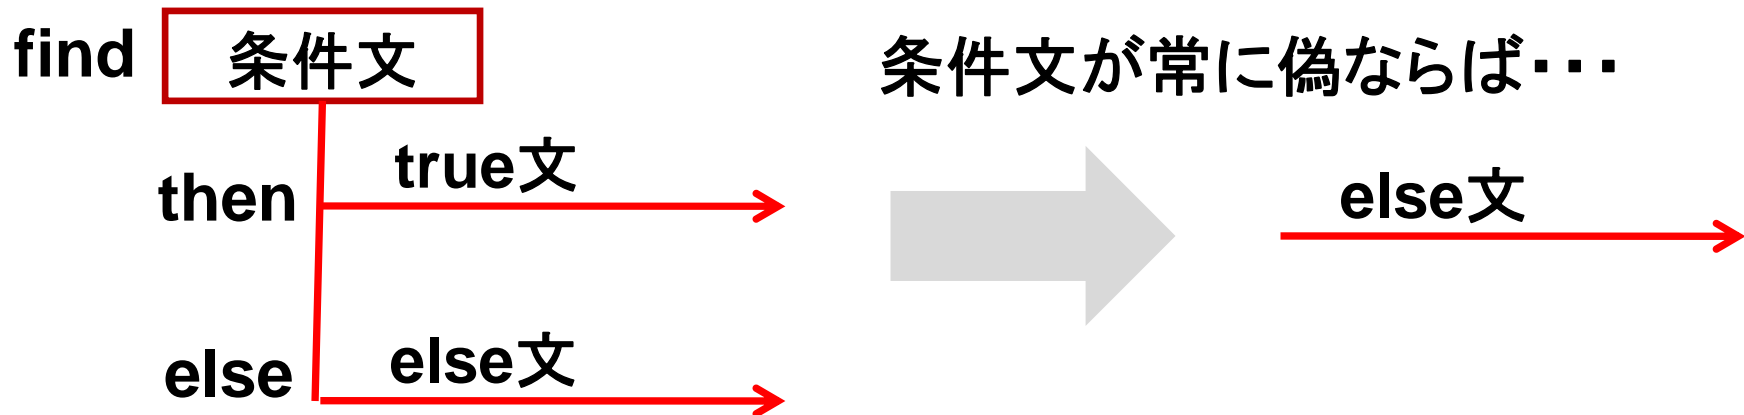 find 条件文
then true文
else else文
条件文が常に偽ならば・・・
else文